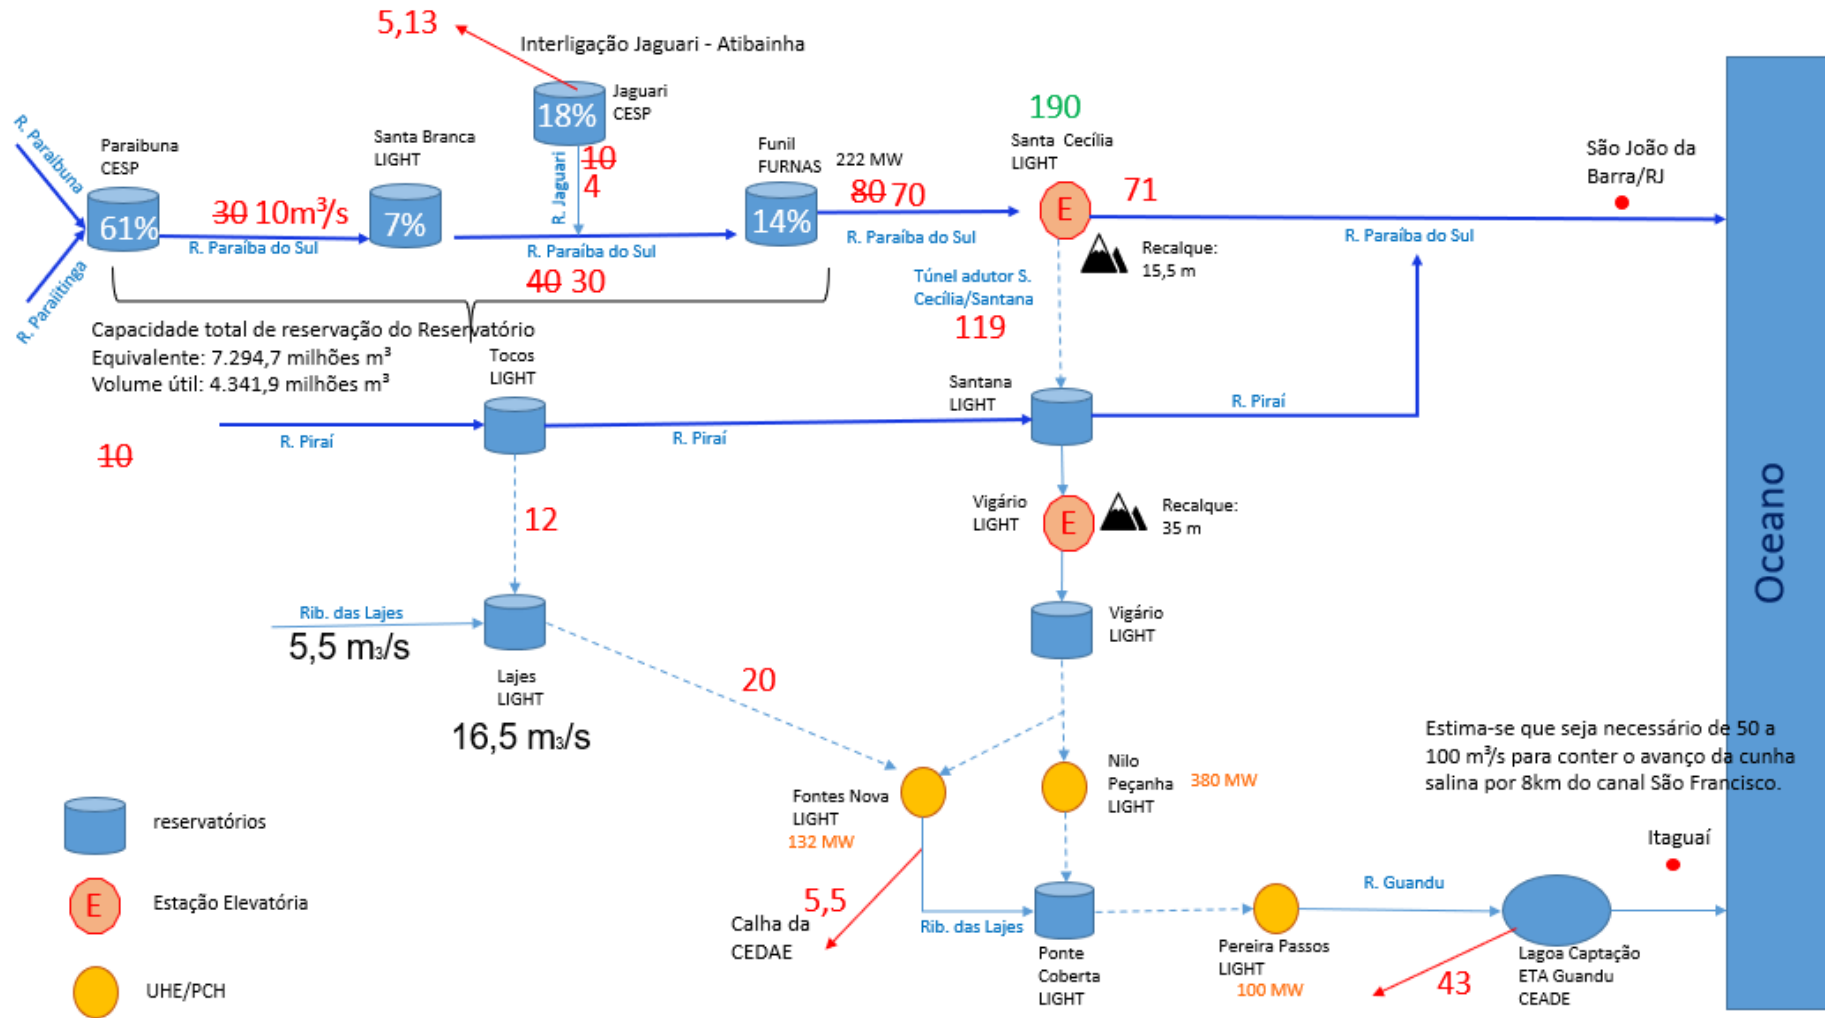 5,13
Interligação Jaguari - Atibainha
18%
Jaguari
CESP
190
Santa Cecília
LIGHT
R. Paraibuna
R. Paraiitinga
Paraibuna
CESP
61%
30 10m³/s
R. Paraíba do Sul
Santa Branca
LIGHT
7%
R. Jaguari
10
4
R. Paraíba do Sul
40 30
Funil
FURNAS
222 MW
14%
80 70
R. Paraíba do Sul
E
71
São João da
Barra/RJ
R. Paraíba do Sul
Recalque:
15,5 m
Túnel adutor S.
Cecília/Santana
119
Capacidade total de reservação do Reservatório
Equivalente: 7.294,7 milhões m³
Volume útil: 4.341,9 milhões m³
Tocos
LIGHT
Santana
LIGHT
R. Piraí
R. Piraí
R. Piraí
10
12
Vigário
LIGHT
E
Recalque:
35 m
Oceano
Rib. das Lajes
5,5 m3/s
Lajes
LIGHT
16,5 m3/s
20
Vigário
LIGHT
Estima-se que seja necessário de 50 a
100 m³/s para conter o avanço da cunha
salina por 8km do canal São Francisco.
Fontes Nova
LIGHT
132 MW
Nilo
Peçanha
LIGHT
380 MW
reservatórios
E
Estação Elevatória
UHE/PCH
5,5
Calha da
CEDAE
Rib. das Lajes
Ponte
Coberta
LIGHT
Pereira Passos
LIGHT
100 MW
R. Guandu
Itaguaí
43
Lagoa Captação
ETA Guandu
CEADE